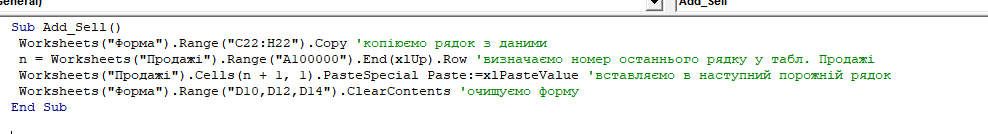 General)
Add_Sell
Sub Add_Sell()
Worksheets("Форма").Range("C22:H22").Copy 'копіюємо рядок з даними
n = Worksheets("Продажі").Range("A100000").End(xlUp).Row 'визначаємо номер останнього рядку у табл. Продажі
Worksheets("Продажі").Cells(n + 1, 1).PasteSpecial Paste:=xlPasteValue 'вставляємо в наступний порожній рядок
Worksheets("Форма").Range("D10,D12,D14").ClearContents 'очищуємо форму
End Sub